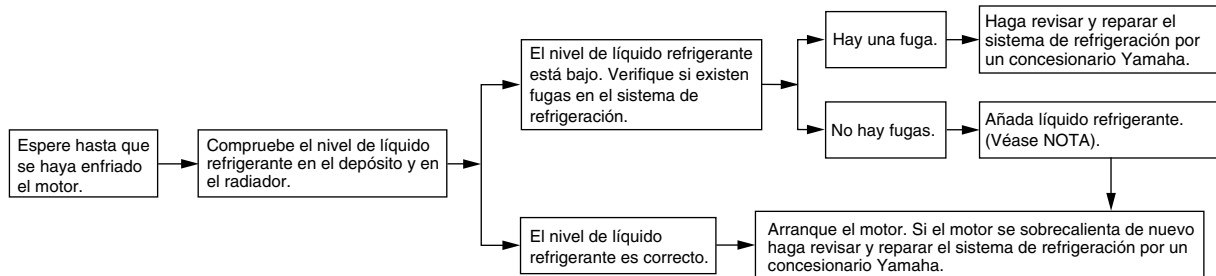 Espere hasta que
se haya enfriado
el motor.
Compruebe el nivel de líquido
refrigerante en el depósito y en
el radiador.
El nivel de líquido refrigerante
está bajo. Verifique si existen
fugas en el sistema de
refrigeración.
Hay una fuga.
Haga revisar y reparar el
sistema de refrigeración por
un concesionario Yamaha.
No hay fugas.
Añada líquido refrigerante.
(Véase NOTA).
El nivel de líquido
refrigerante es correcto.
Arranque el motor. Si el motor se sobrecalienta de nuevo
haga revisar y reparar el sistema de refrigeración por un
concesionario Yamaha.